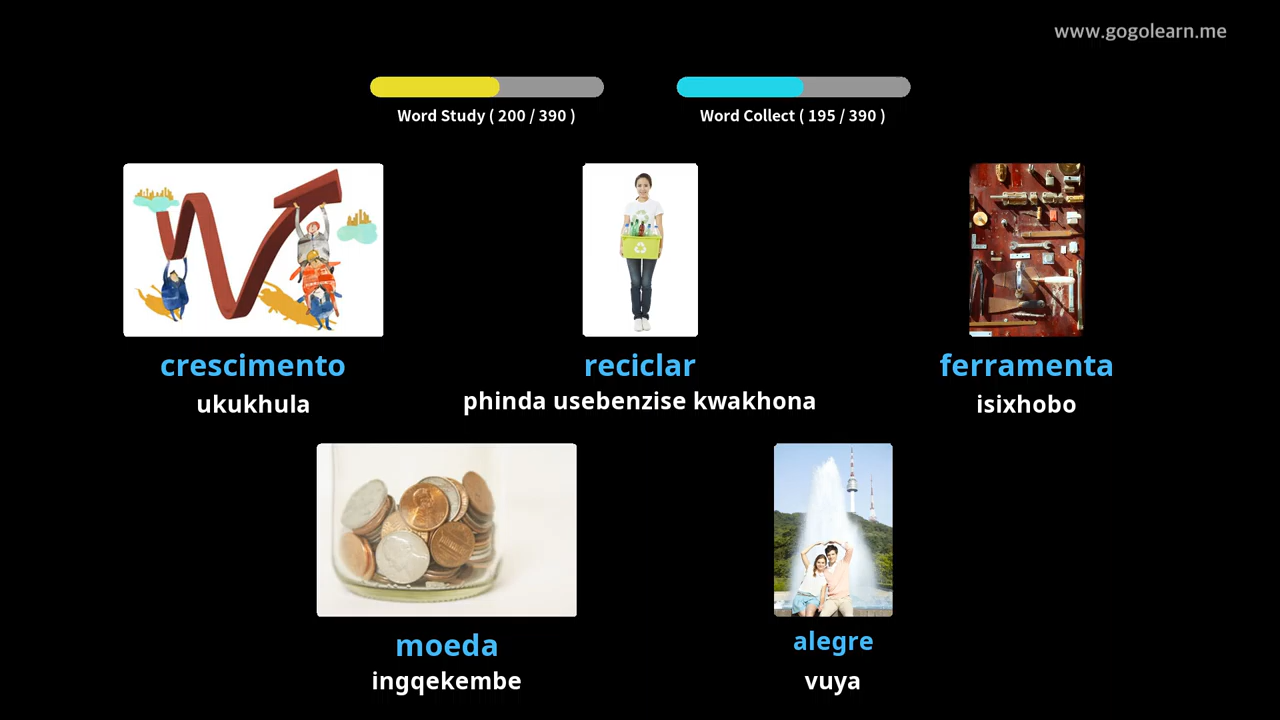 www.gogolearn.me
Word Study ( 200 / 390 )
Word Collect ( 195 / 390 )
crescimento
ukukhula
reciclar
phinda usebenzise kwakhona
ferramenta
isixhobo
moeda
ingqekembe
alegre
vuya